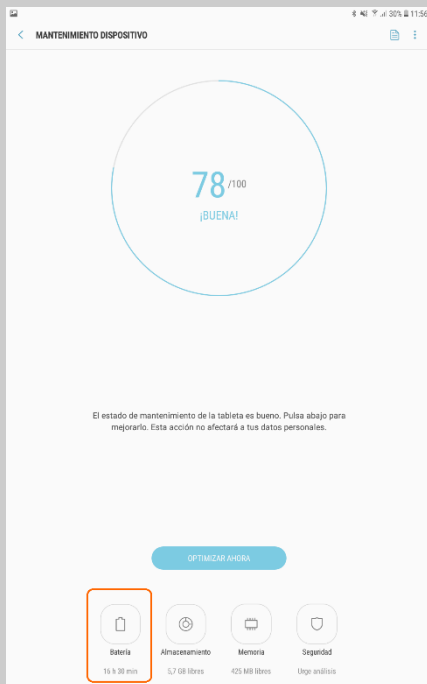 30% 11:56
MANTENIMIENTO DISPOSITIVO
78 /100
¡BUENA!
El estado de mantenimiento de la tableta es bueno. Pulsa abajo para
mejorarlo. Esta acción no afectará a tus datos personales.
OPTIMIZAR AHORA
Batería Almacenamiento Memoria Seguridad
16 h 30 min 5,7 GB libres 425 MB libres Urge análisis